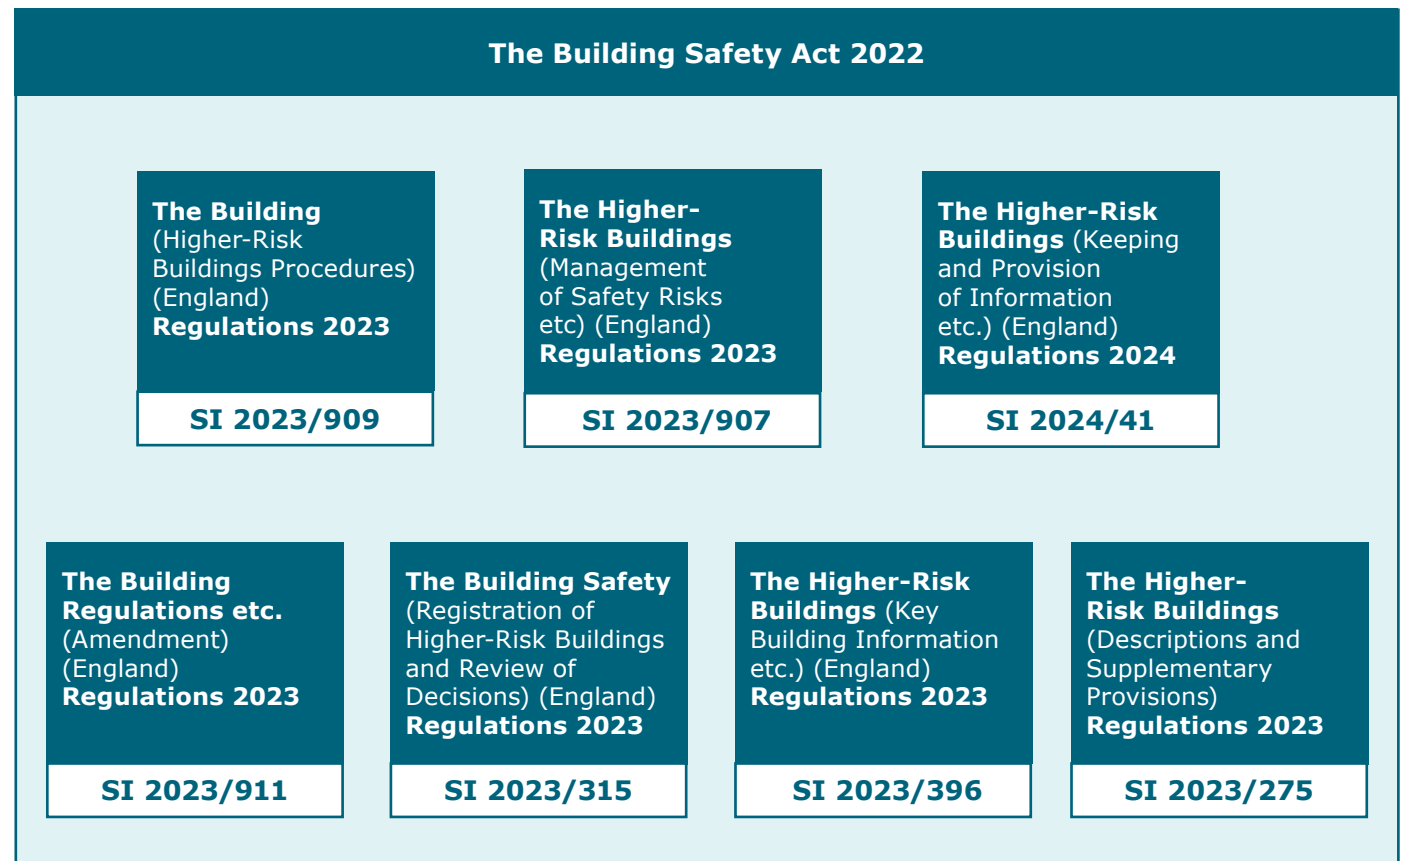 The Building Safety Act 2022
The Building
(Higher-Risk
Buildings Procedures)
(England)
Regulations 2023
SI 2023/909
The Higher-
Risk Buildings
(Management
of Safety Risks
etc) (England)
Regulations 2023
SI 2023/907
The Higher-Risk
Buildings (Keeping
and Provision
of Information
etc.) (England)
Regulations 2024
SI 2024/41
The Building
Regulations etc.
(Amendment)
(England)
Regulations 2023
SI 2023/911
The Building Safety
(Registration of
Higher-Risk Buildings
and Review of
Decisions) (England)
Regulations 2023
SI 2023/315
The Higher-Risk
Buildings (Key
Building Information
etc.) (England)
Regulations 2023
SI 2023/396
The Higher-
Risk Buildings
(Descriptions and
Supplementary
Provisions)
Regulations 2023
SI 2023/275